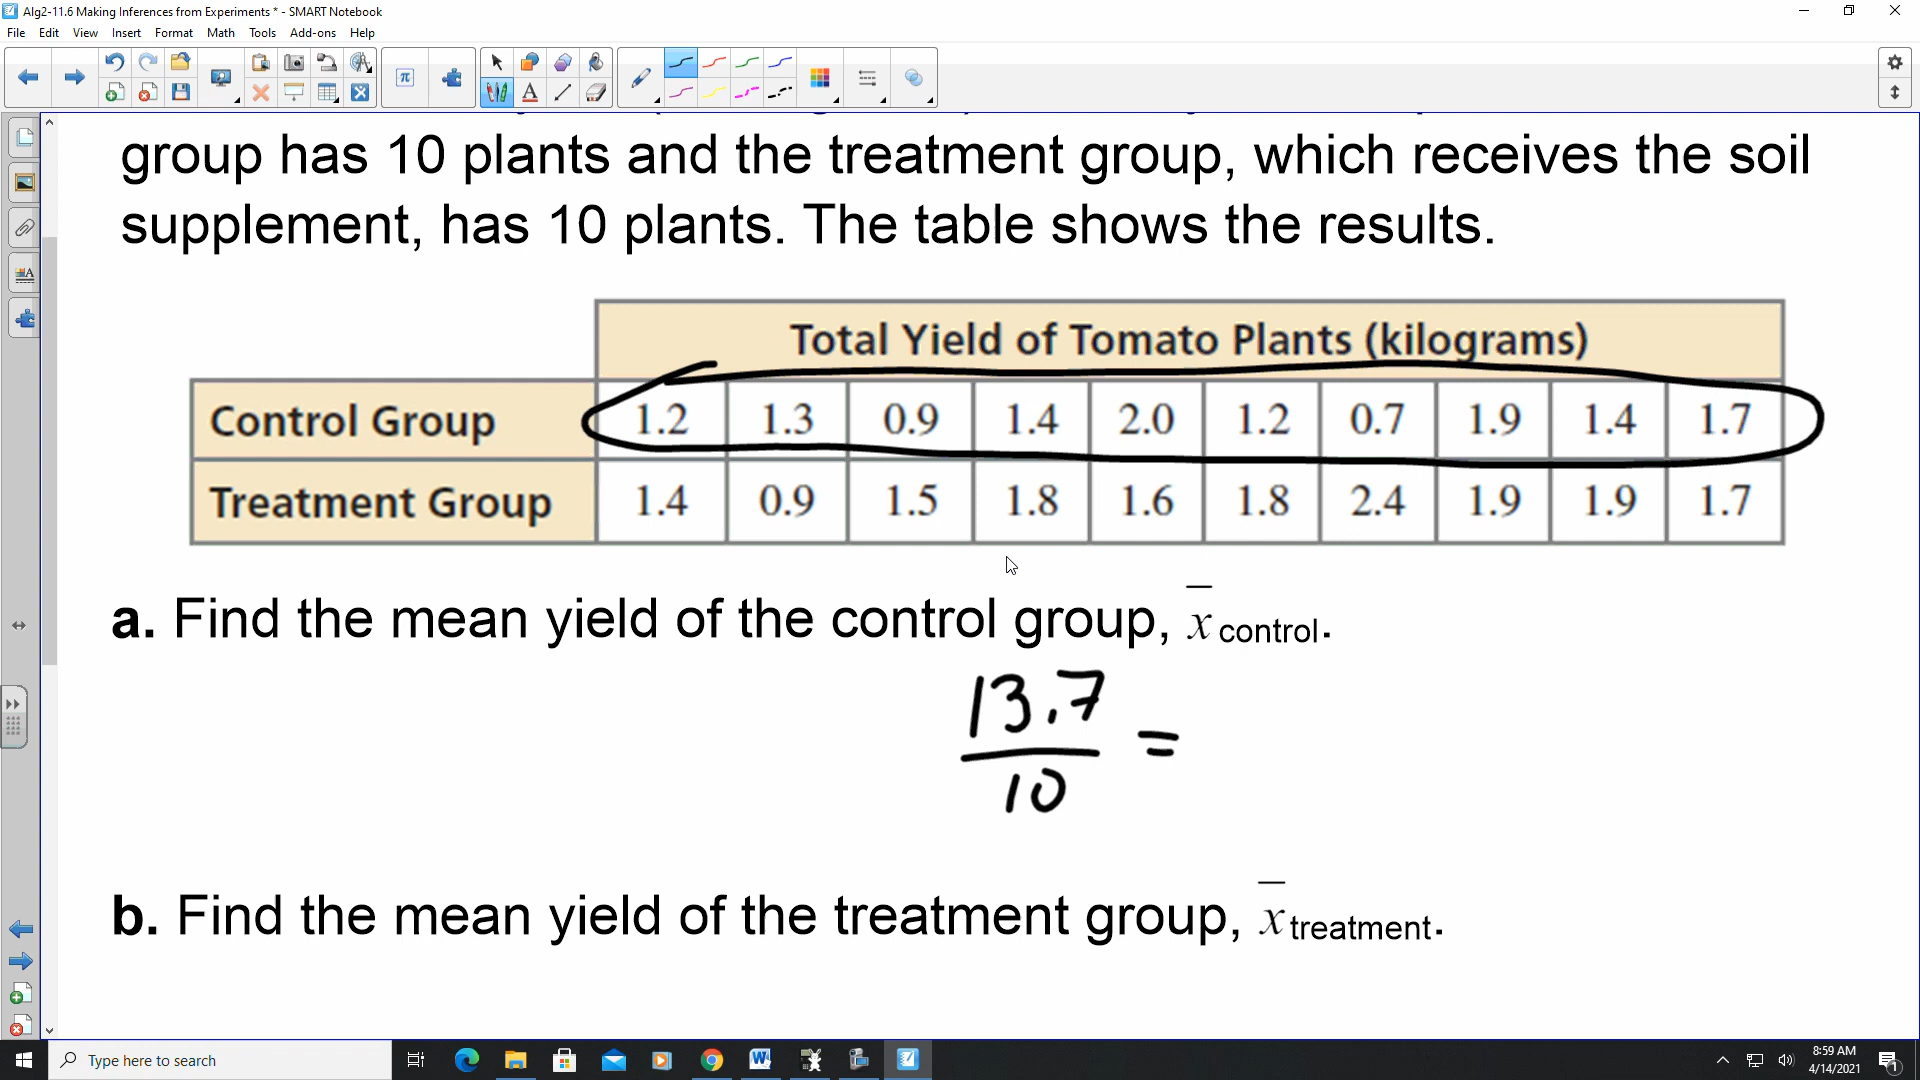 Alg2-11.6 Making Inferences from Experiments * - SMART Notebook
File Edit View Insert Format Math Tools Add-ons Help
group has 10 plants and the treatment group, which receives the soil
supplement, has 10 plants. The table shows the results.
Total Yield of Tomato Plants (kilograms)
Control Group 1.2 1.3 0.9 1.4 2.0 1.2 0.7 1.9 1.4 1.7
Treatment Group 1.4 0.9 1.5 1.8 1.6 1.8 2.4 1.9 1.9 1.7
a. Find the mean yield of the control group, x̄ control.
13.7
=
10
b. Find the mean yield of the treatment group, x̄ treatment.
Type here to search
8:59 AM
4/14/2021